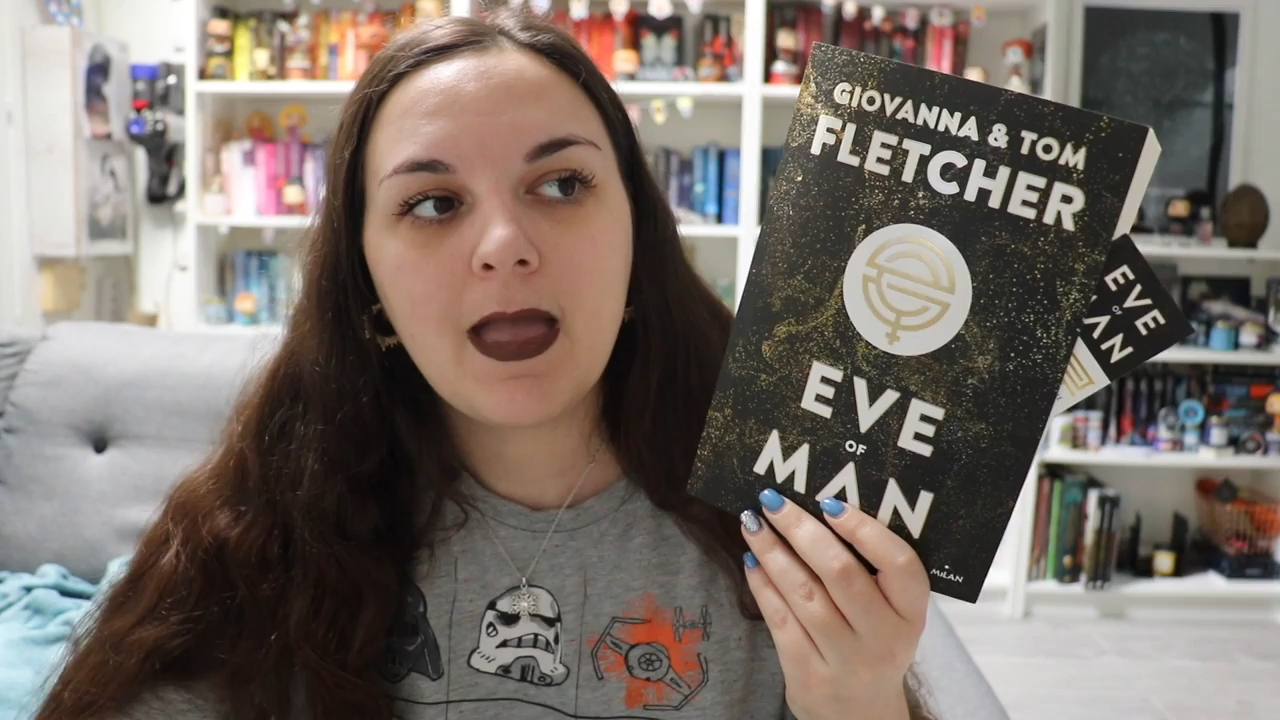 GIOVANNA & TOM
FLETCHER
EVE
OF
MAN
MILAN
EVE
OF
MAN